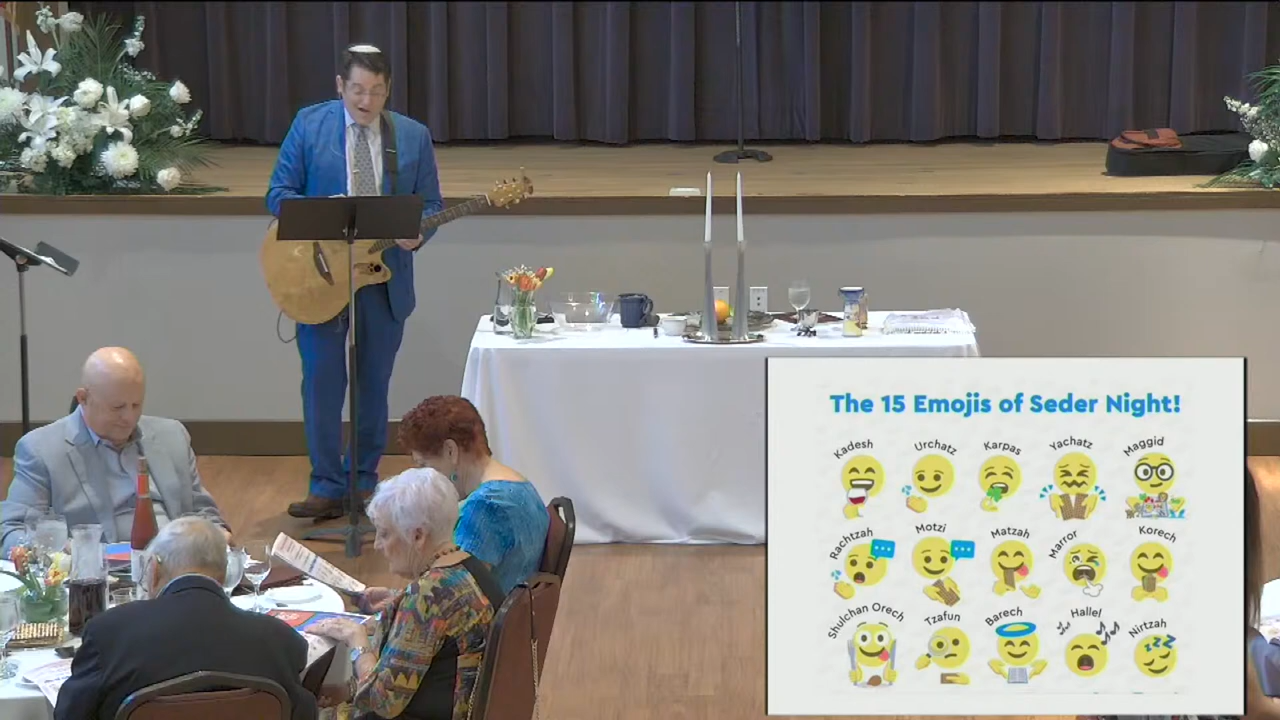 The 15 Emojis of Seder Night!
Kadesh Urchatz Karpas Yachatz Maggid
Rachtzah Motzi Matzah Marror Korech
Shulchan Orech Tzafun Barech Hallel Nirtzah